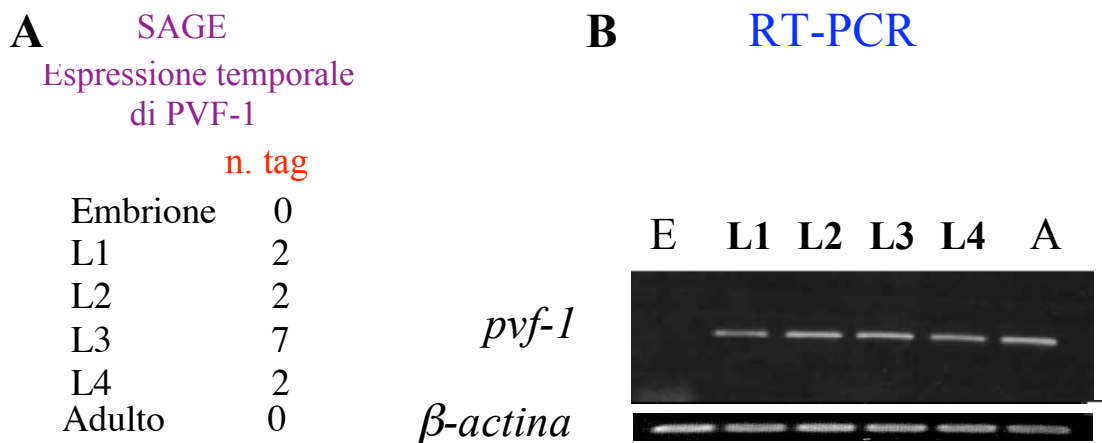 A
SAGE
Espressione temporale
di PVF-1
n. tag
Embrione 0
L1 2
L2 2
L3 7
L4 2
Adulto 0
B
RT-PCR
E L1 L2 L3 L4 A
pvf-1
β-actina